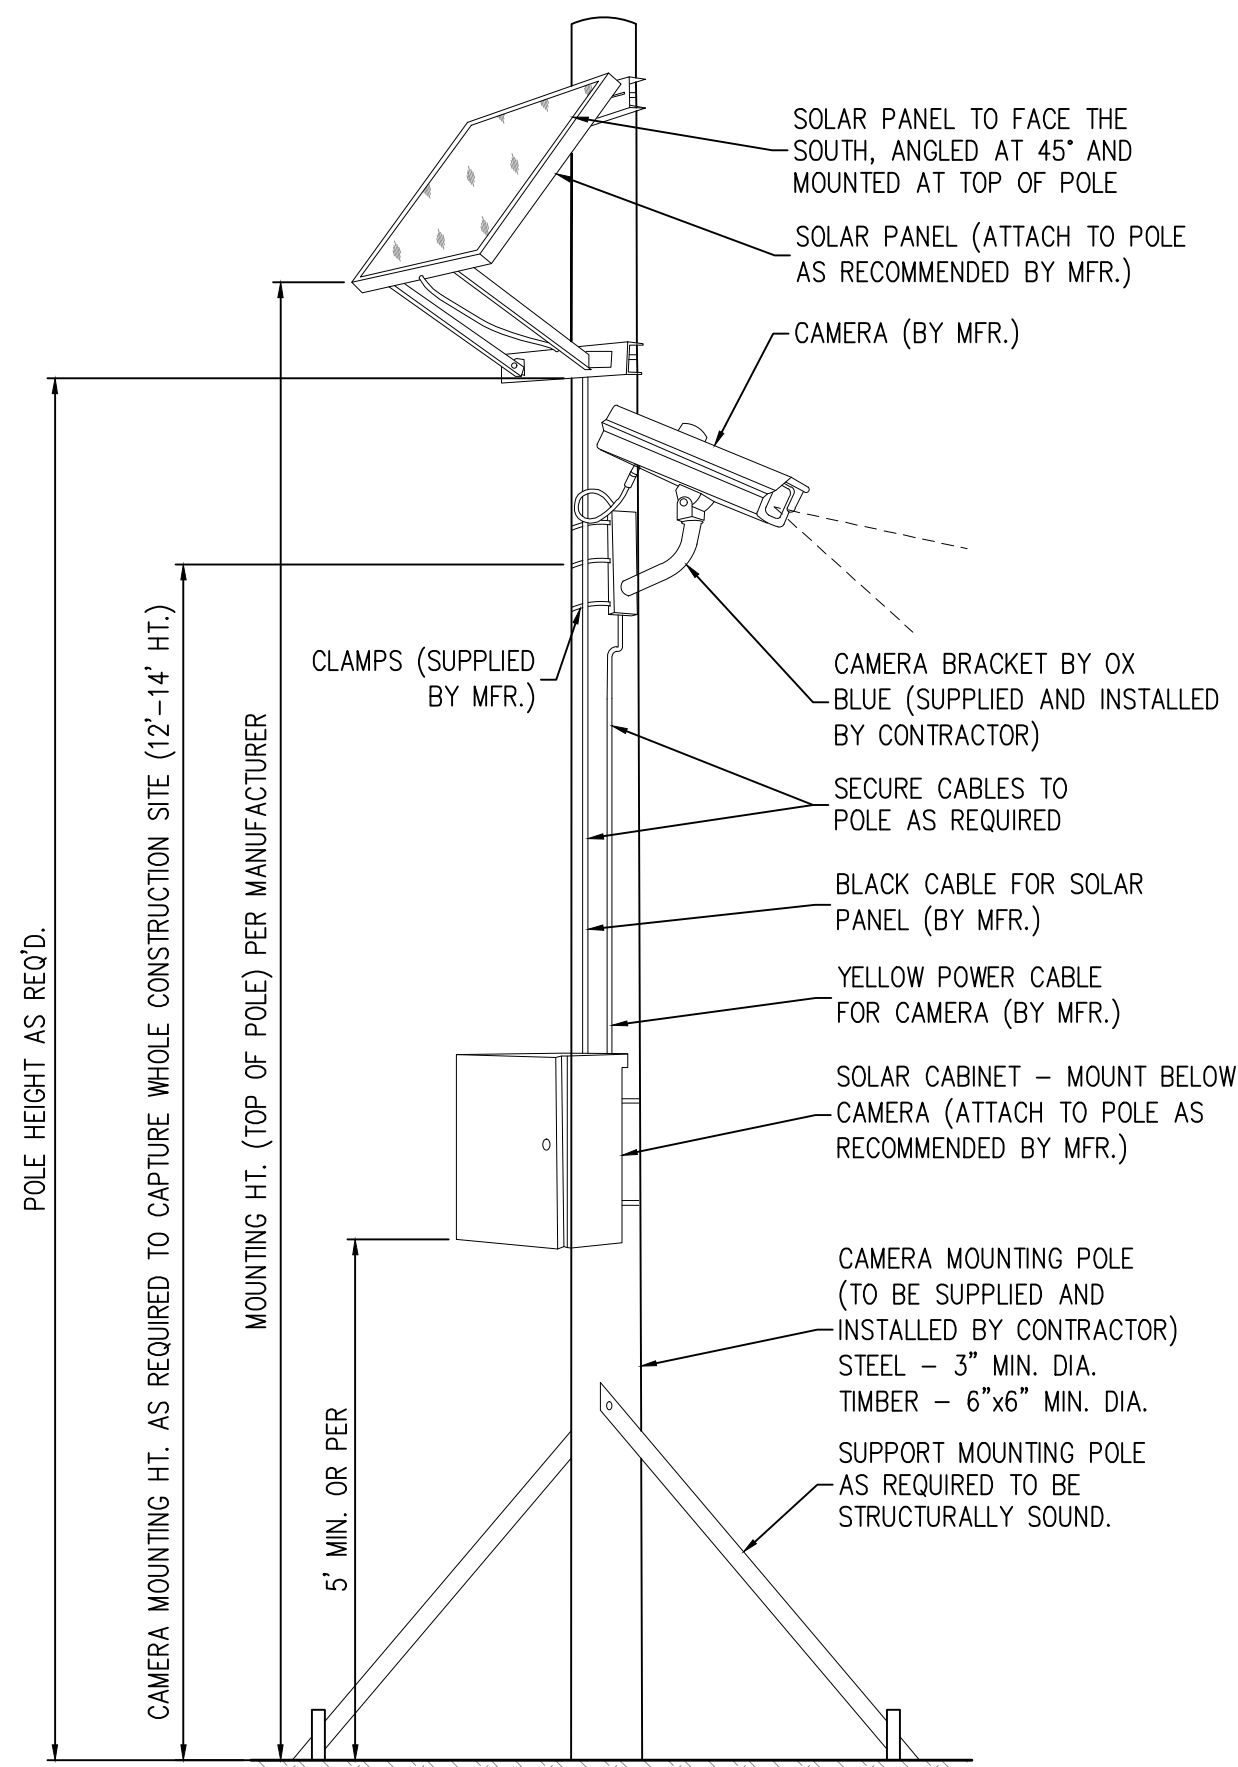 SOLAR PANEL TO FACE THE
SOUTH, ANGLED AT 45° AND
MOUNTED AT TOP OF POLE
SOLAR PANEL (ATTACH TO POLE
AS RECOMMENDED BY MFR.)
CAMERA (BY MFR.)
CLAMPS (SUPPLIED
BY MFR.)
CAMERA BRACKET BY OX
BLUE (SUPPLIED AND INSTALLED
BY CONTRACTOR)
SECURE CABLES TO
POLE AS REQUIRED
BLACK CABLE FOR SOLAR
PANEL (BY MFR.)
YELLOW POWER CABLE
FOR CAMERA (BY MFR.)
SOLAR CABINET – MOUNT BELOW
CAMERA (ATTACH TO POLE AS
RECOMMENDED BY MFR.)
CAMERA MOUNTING POLE
(TO BE SUPPLIED AND
INSTALLED BY CONTRACTOR)
STEEL – 3" MIN. DIA.
TIMBER – 6"x6" MIN. DIA.
SUPPORT MOUNTING POLE
AS REQUIRED TO BE
STRUCTURALLY SOUND.
POLE HEIGHT AS REQ'D.
CAMERA MOUNTING HT. AS REQUIRED TO CAPTURE WHOLE CONSTRUCTION SITE (12'–14' HT.)
MOUNTING HT. (TOP OF POLE) PER MANUFACTURER
5' MIN. OR PER